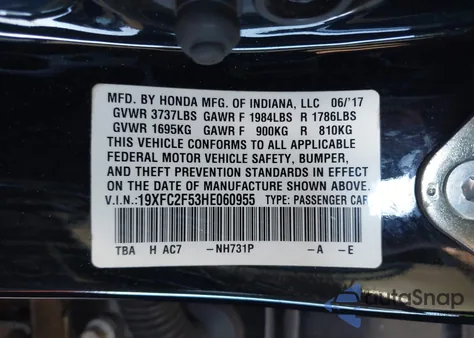 MFD. BY HONDA MFG. OF INDIANA, LLC 06/'17
GVWR 3737LBS GAWR F 1984LBS R 1786LBS
GVWR 1695KG GAWR F 900KG R 810KG
THIS VEHICLE CONFORMS TO ALL APPLICABLE
FEDERAL MOTOR VEHICLE SAFETY, BUMPER,
AND THEFT PREVENTION STANDARDS IN EFFECT
ON THE DATE OF MANUFACTURE SHOWN ABOVE.
V.I.N.:19XFC2F53HE060955 TYPE: PASSENGER CAR
TBA H AC7 -NH731P -A -E
autaSnap